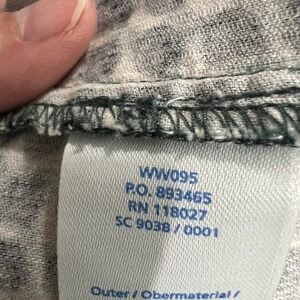 WW095
P.O. 893465
RN 118027
SC 9038 / 0001
Outer / Obermaterial /